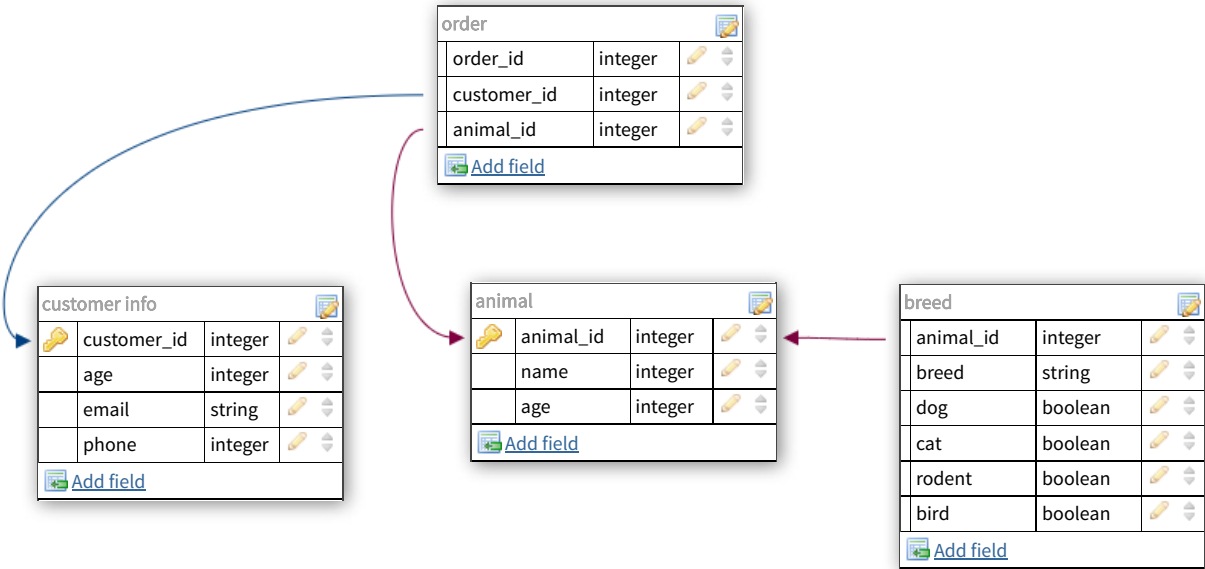 order
order_id integer
customer_id integer
animal_id integer
Add field
customer info
customer_id integer
age integer
email string
phone integer
Add field
animal
animal_id integer
name integer
age integer
Add field
breed
animal_id integer
breed string
dog boolean
cat boolean
rodent boolean
bird boolean
Add field